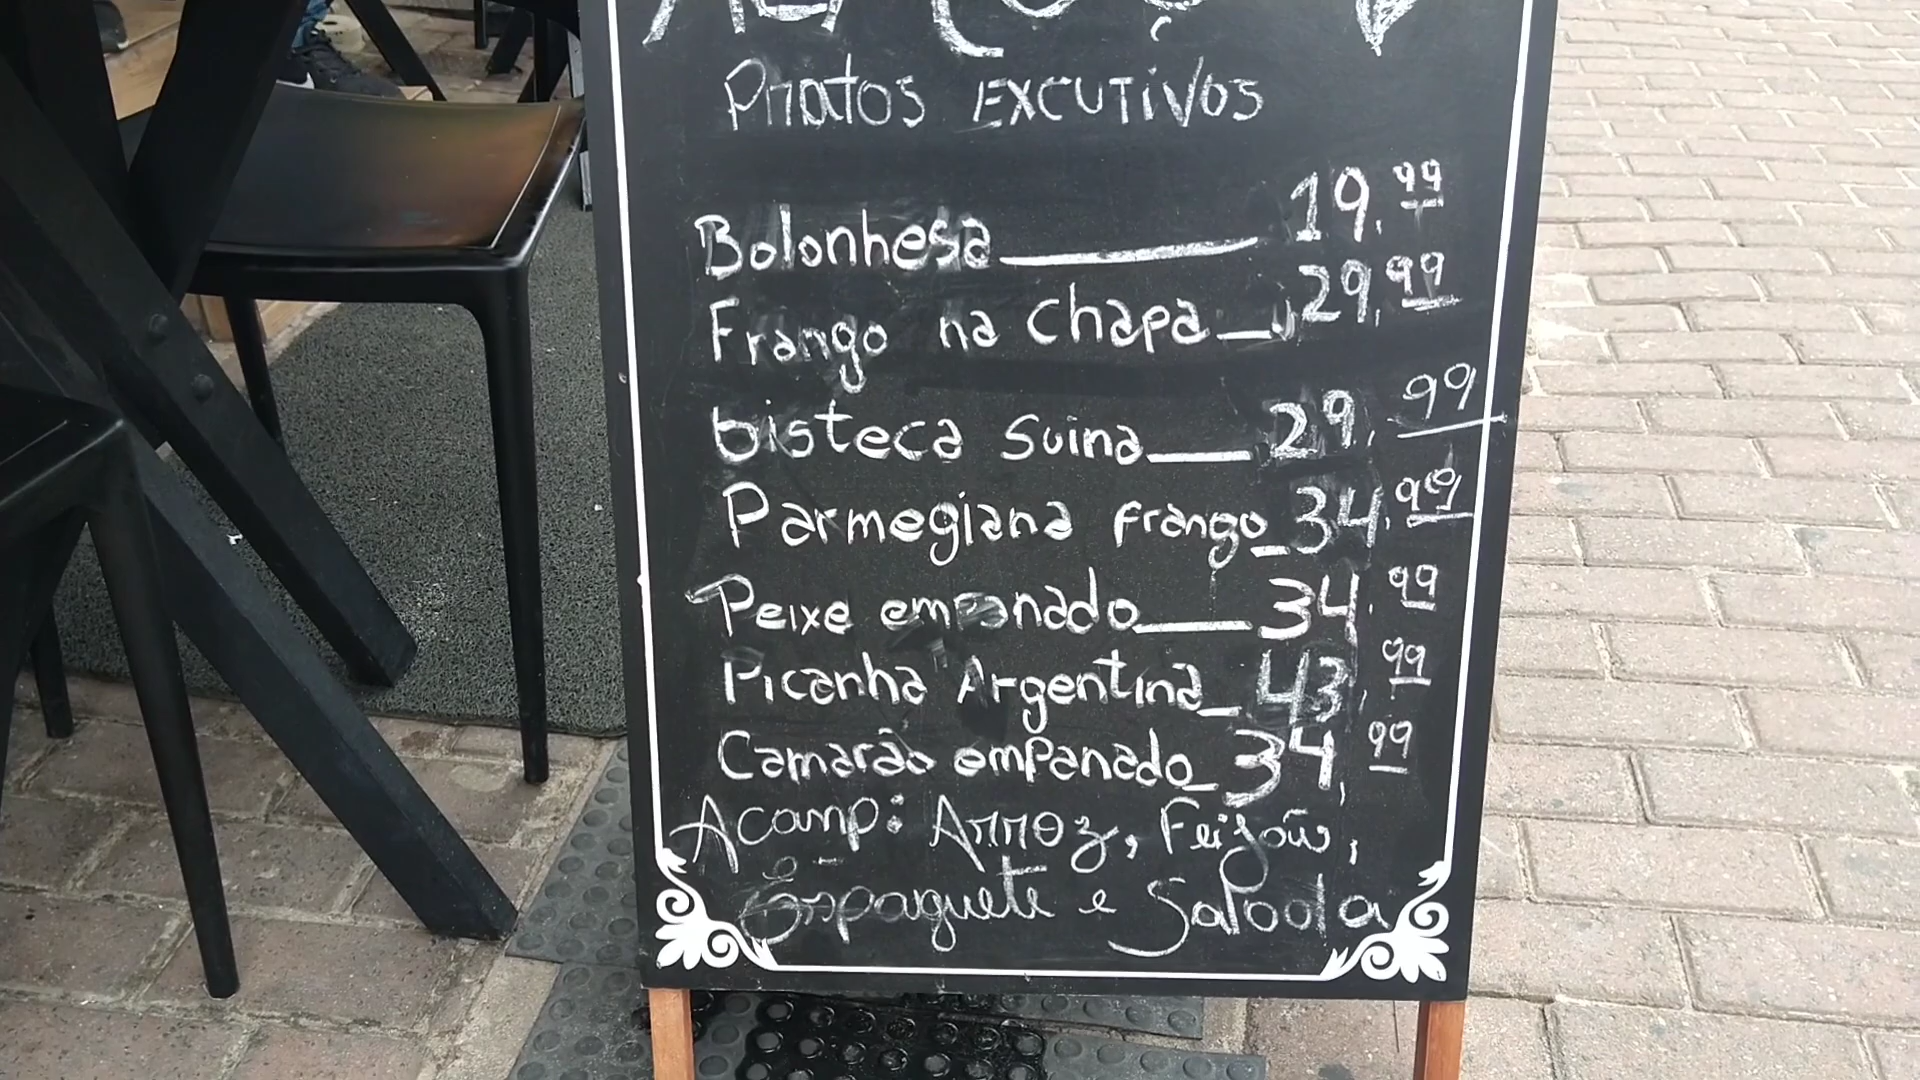 Pratos EXCUTIVOS
Bolonhesa 19,99
Frango na chapa 29,99
bisteca Suina 29,99
Parmegiana frango 34,99
Peixe empanado 34,99
Picanha Argentina 43,99
Camarão empanado 34,99
Acomp: Arroz, Feijão,
Espaguete e Salada